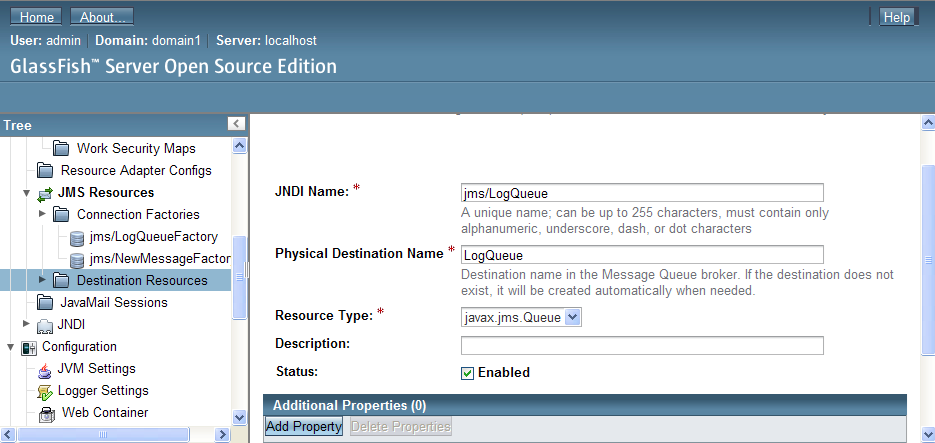 Home About... Help
User: admin Domain: domain1 Server: localhost
GlassFish™ Server Open Source Edition
Tree
Work Security Maps
Resource Adapter Configs
JMS Resources
Connection Factories
jms/LogQueueFactory
jms/NewMessageFactor
Destination Resources
JavaMail Sessions
JNDI
Configuration
JVM Settings
Logger Settings
Web Container
JNDI Name: *
jms/LogQueue
A unique name; can be up to 255 characters, must contain only
alphanumeric, underscore, dash, or dot characters
Physical Destination Name *
LogQueue
Destination name in the Message Queue broker. If the destination does not
exist, it will be created automatically when needed.
Resource Type: *
javax.jms.Queue
Description:
Status:
Enabled
Additional Properties (0)
Add Property Delete Properties